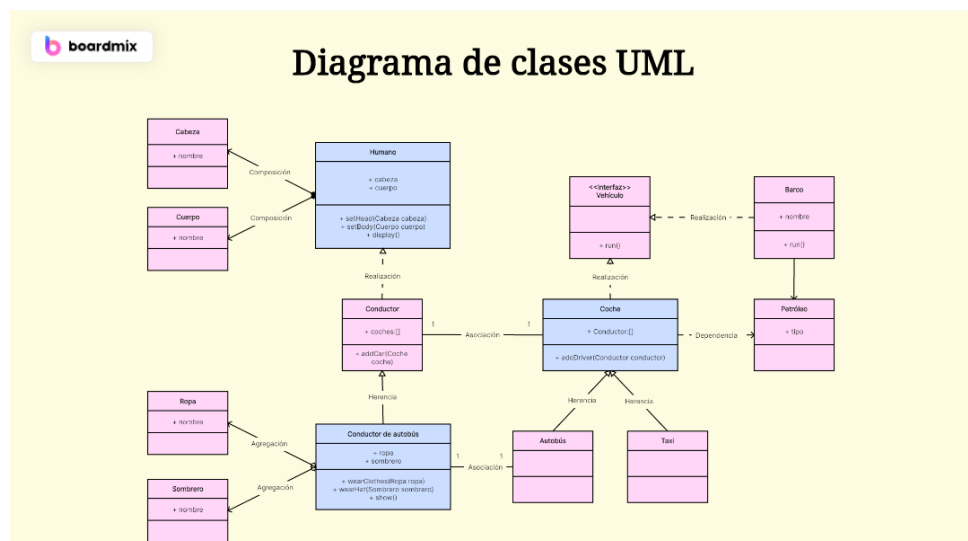 boardmix
Diagrama de clases UML
Cabeza
+ nombre
Composición
Humano
+ cabeza
+ cuerpo
+ setHead(Cabeza cabeza)
+ setBody(Cuerpo cuerpo)
+ display()
Composición
Cuerpo
+ nombre
<<Interfaz>>
Vehículo
+ run()
Realización
Barco
+ nombre
+ run()
Realización
Realización
Conductor
+ coches:[]
+ addCar(Coche
coche)
1
Asociación
1
Coche
+ Conductor:[]
+ addDriver(Conductor conductor)
Dependencia
Petróleo
+ tipo
Herencia
Herencia
Herencia
Ropa
+ nombre
Agregación
Conductor de autobús
+ ropa
+ sombrero
+ wearClothes(Ropa ropa)
+ wearHat(Sombrero sombrero)
+ show()
1
Asociación
1
Autobús
Taxi
Agregación
Sombrero
+ nombre